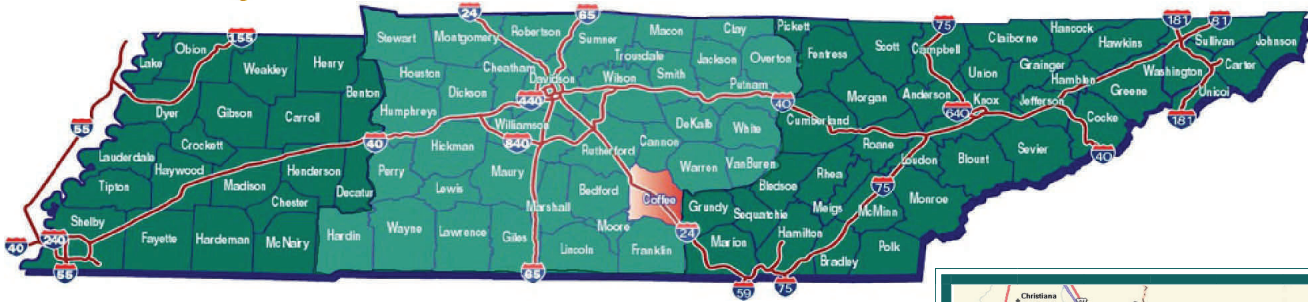 24
65
75
181
81
155
Stewart
Montgomery
Robertson
Sumner
Macon
Clay
Pickett
Scott
Campbell
Claiborne
Hancock
Hawkins
Sullivan
Johnson
Obion
Lake
Weakley
Henry
Benton
Houston
Cheatham
Davidson
Trousdale
Wilson
Smith
Jackson
Overton
Putnam
Fentress
Union
Grainger
Hamblen
Washington
Carter
Unicoi
Greene
Dyer
Gibson
Carroll
Humphreys
Dickson
440
Williamson
840
40
Morgan
Anderson
640
Knox
Jefferson
Cocke
181
55
Crockett
Lauderdale
Haywood
Tipton
Madison
Henderson
Chester
Decatur
40
Hickman
Perry
Lewis
Maury
Rutherford
Cannon
DeKalb
White
Warren
VanBuren
Cumberland
Roane
Loudon
Blount
Sevier
40
Bledsoe
Rhea
75
Meigs
McMinn
Monroe
Shelby
Fayette
Hardeman
McNairy
Hardin
Wayne
Lawrence
Giles
Marshall
Bedford
Moore
Lincoln
Franklin
Coffee
Grundy
24
Sequatchie
Marion
Hamilton
Bradley
Polk
40
240
55
65
59
75
Christiana